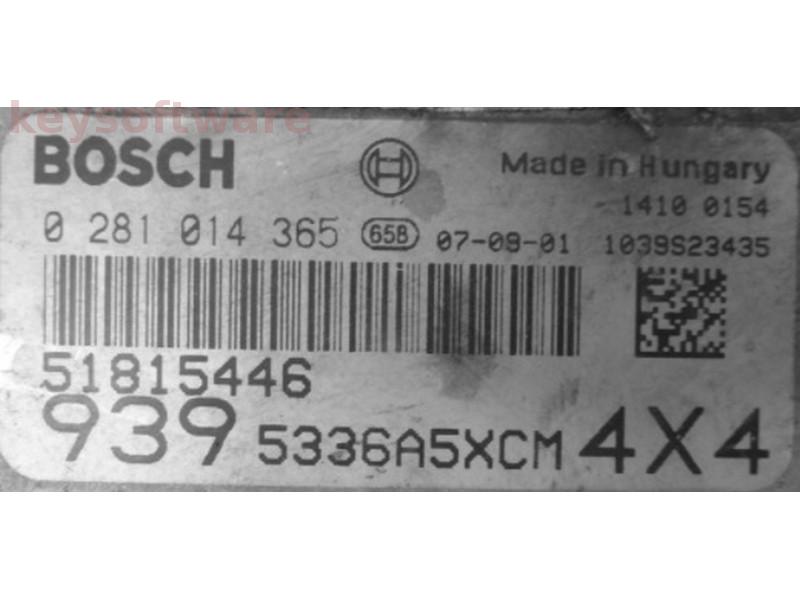 keysoftware
BOSCH Made in Hungary
1410 0154
0 281 014 365 658 07-09-01 1039S23435
51815446
939 5336A5XCM 4X4